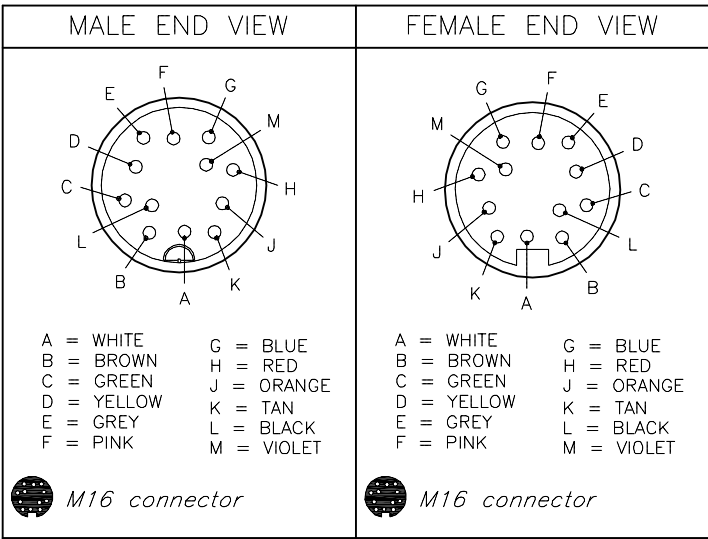 MALE END VIEW
FEMALE END VIEW
F
E
G
M
D
C
H
L
J
B
K
A
A = WHITE
B = BROWN
C = GREEN
D = YELLOW
E = GREY
F = PINK
G = BLUE
H = RED
J = ORANGE
K = TAN
L = BLACK
M = VIOLET
M16 connector
F
G
E
M
D
H
C
J
L
K
B
A
A = WHITE
B = BROWN
C = GREEN
D = YELLOW
E = GREY
F = PINK
G = BLUE
H = RED
J = ORANGE
K = TAN
L = BLACK
M = VIOLET
M16 connector